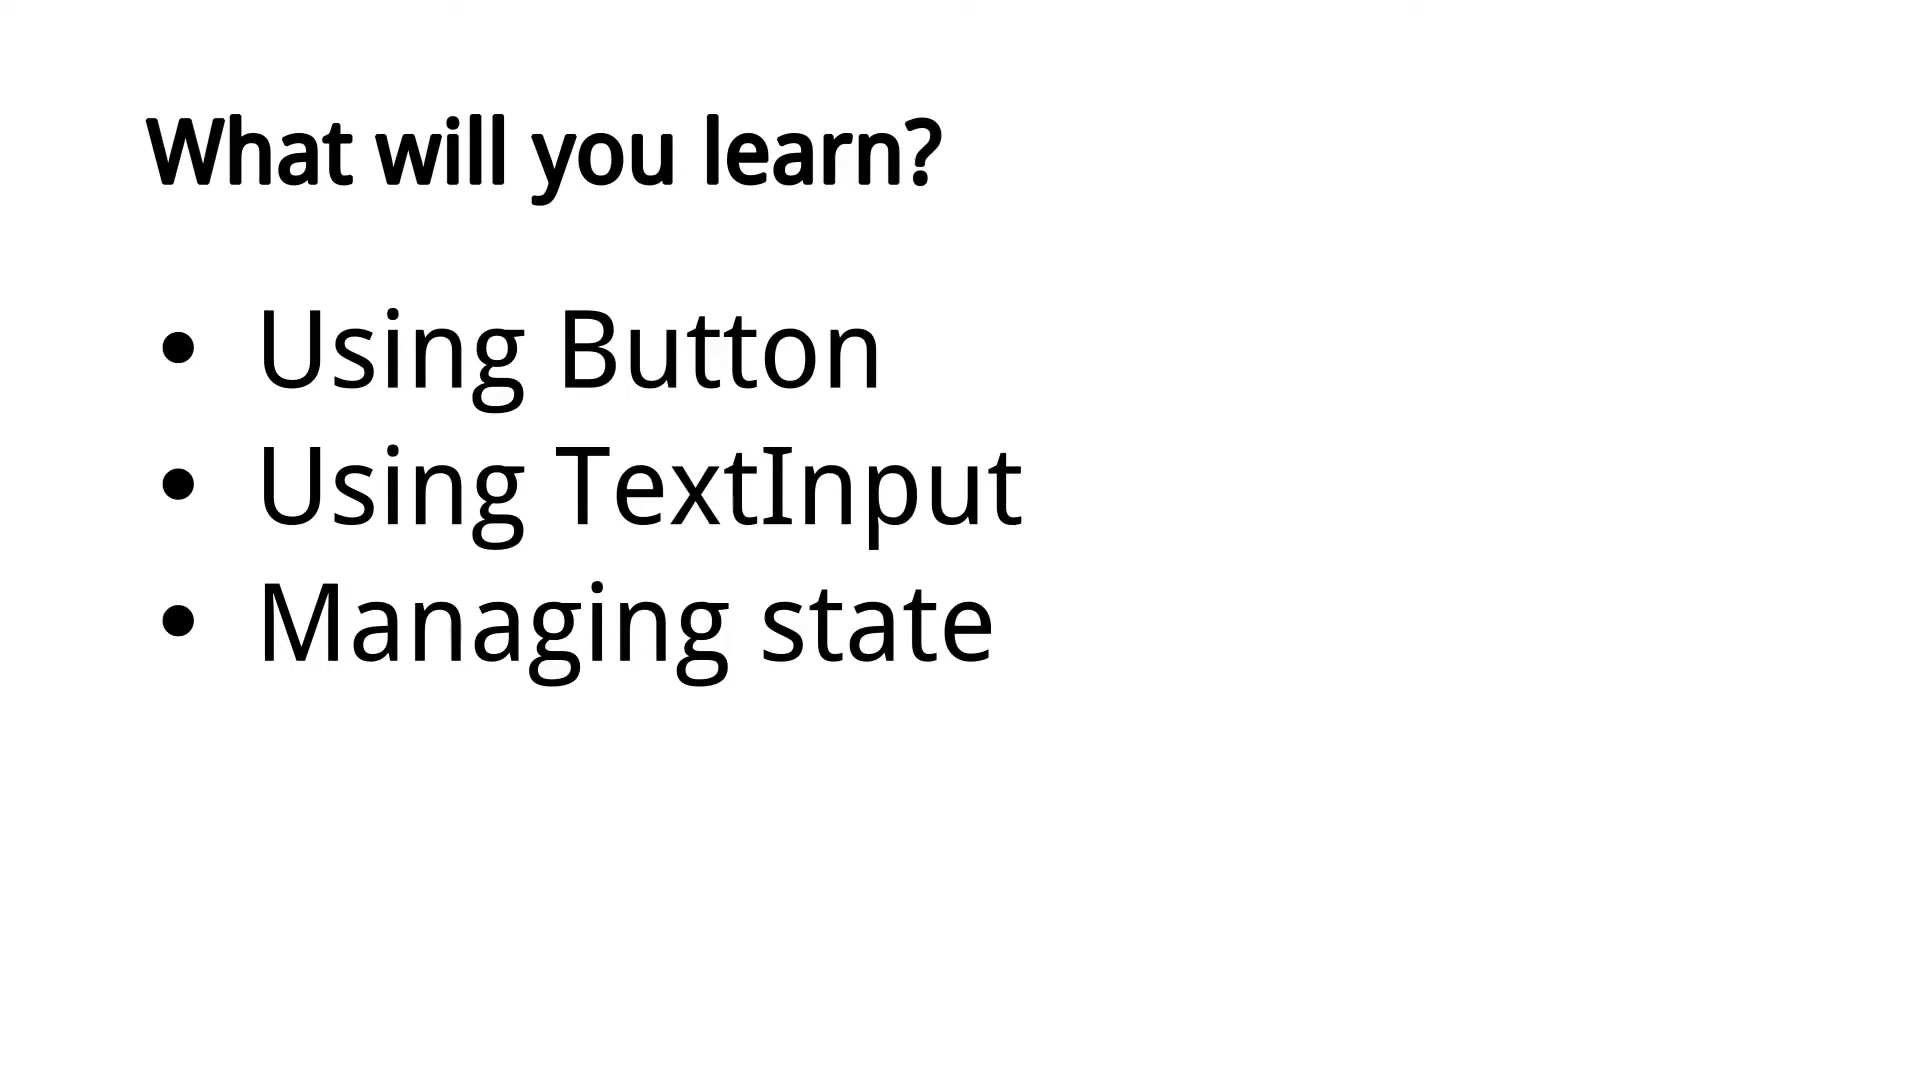 What will you learn?
• Using Button
• Using TextInput
• Managing state